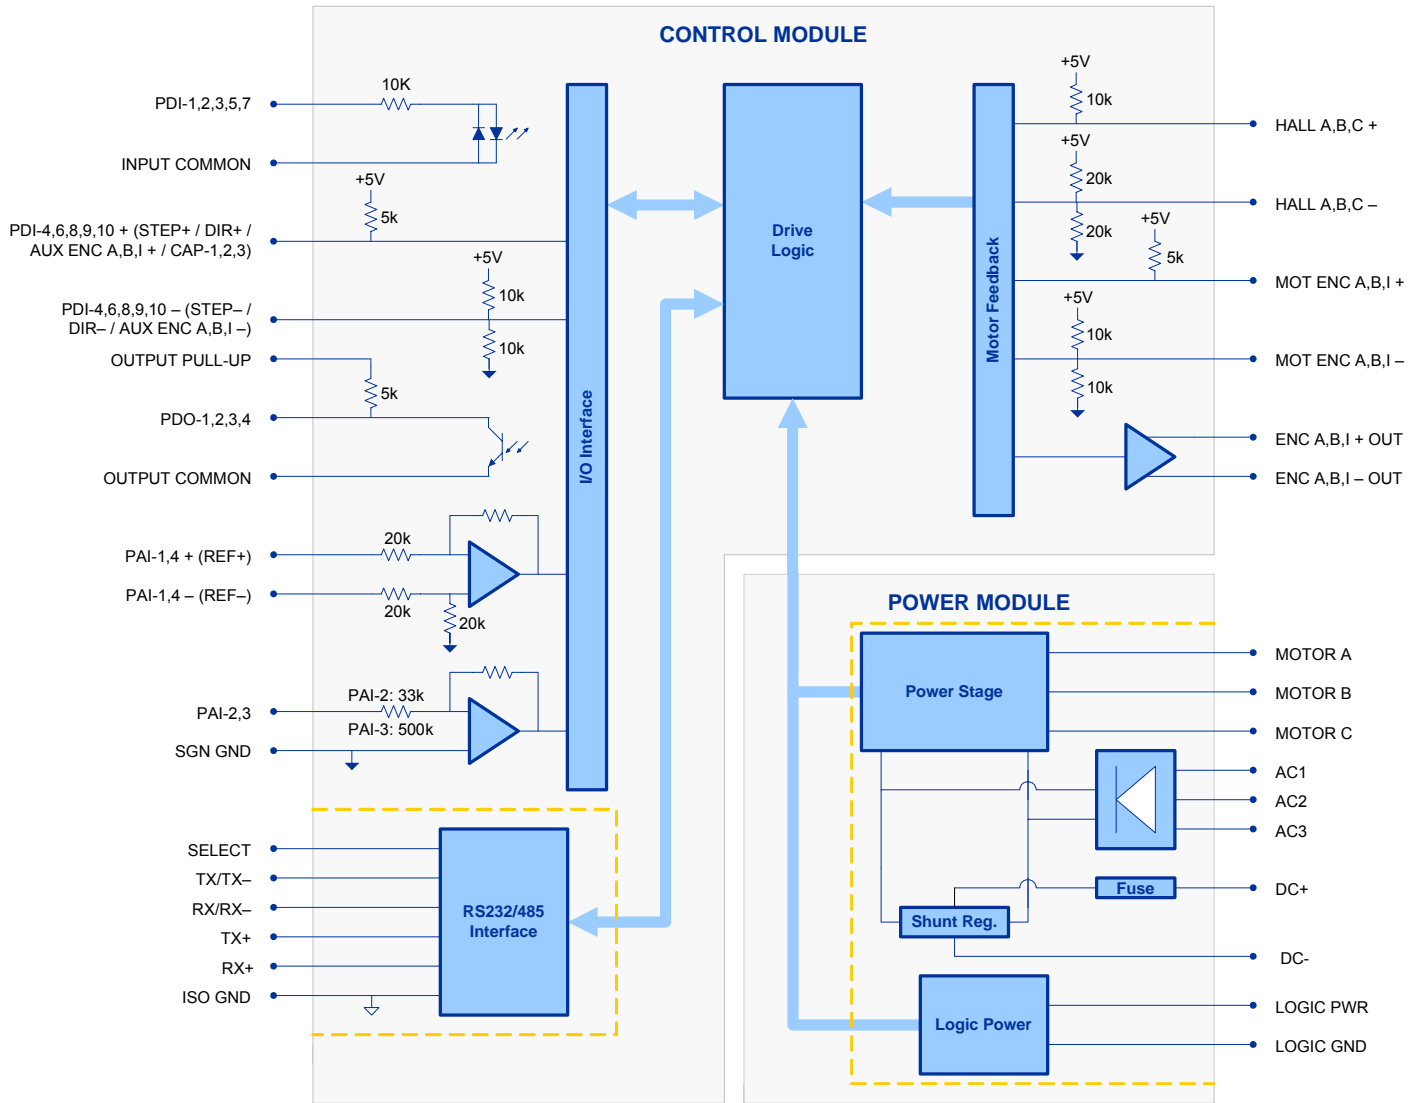 CONTROL MODULE
PDI-1,2,3,5,7
10K
INPUT COMMON
+5V
5k
PDI-4,6,8,9,10 + (STEP+ / DIR+ /
AUX ENC A,B,I + / CAP-1,2,3)
+5V
10k
PDI-4,6,8,9,10 – (STEP– /
DIR– / AUX ENC A,B,I –)
10k
OUTPUT PULL-UP
5k
PDO-1,2,3,4
OUTPUT COMMON
PAI-1,4 + (REF+)
20k
PAI-1,4 – (REF–)
20k
20k
PAI-2: 33k
PAI-2,3
PAI-3: 500k
SGN GND
I/O Interface
SELECT
TX/TX–
RX/RX–
TX+
RX+
ISO GND
RS232/485
Interface
Drive
Logic
Motor Feedback
+5V
10k
HALL A,B,C +
+5V
20k
HALL A,B,C –
20k
+5V
5k
MOT ENC A,B,I +
+5V
10k
MOT ENC A,B,I –
10k
ENC A,B,I + OUT
ENC A,B,I – OUT
POWER MODULE
Power Stage
MOTOR A
MOTOR B
MOTOR C
AC1
AC2
AC3
Fuse
DC+
Shunt Reg.
DC-
Logic Power
LOGIC PWR
LOGIC GND